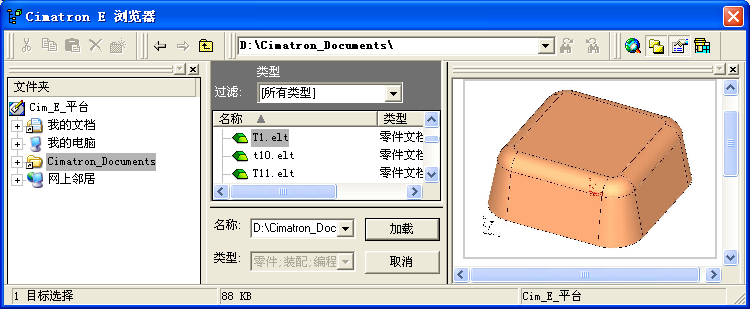 Cimatron E 浏览器
D:\Cimatron_Documents\
文件夹
Cim_E_平台
我的文档
我的电脑
Cimatron_Documents
网上邻居
类型
过滤: [所有类型]
名称 类型
T1.elt 零件文档
t10.elt 零件文档
T11.elt 零件文档
名称: D:\Cimatron_Doc 加载
类型: 零件;装配;编程 取消
1 目标选择 88 KB Cim_E_平台